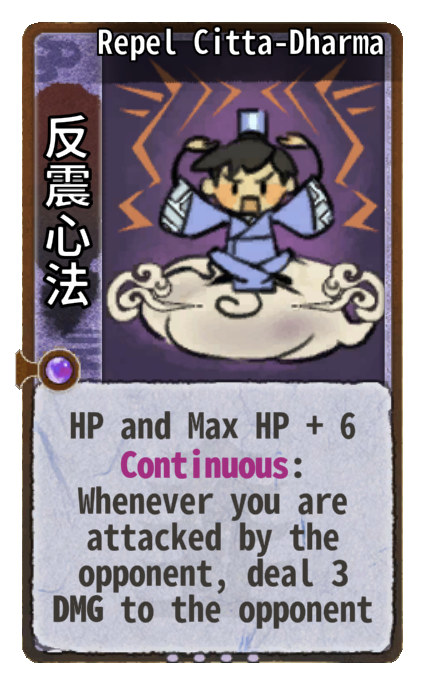 Repel Citta-Dharma
反震心法
HP and Max HP + 6
Continuous:
Whenever you are
attacked by the
opponent, deal 3
DMG to the opponent